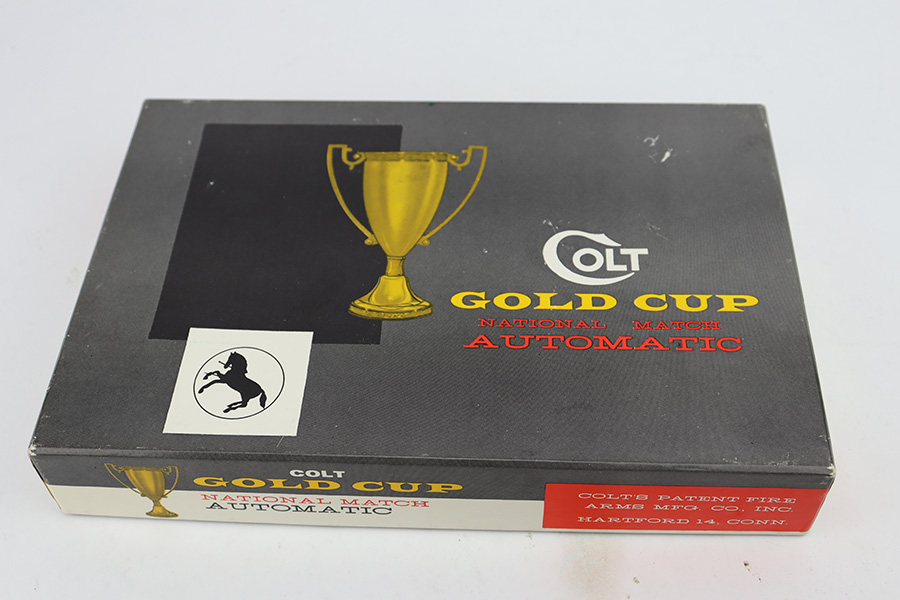 COLT
GOLD CUP
NATIONAL MATCH
AUTOMATIC
COLT
GOLD CUP
NATIONAL MATCH
AUTOMATIC
COLT'S PATENT FIRE
ARMS MFG. CO., INC.
HARTFORD 14, CONN.